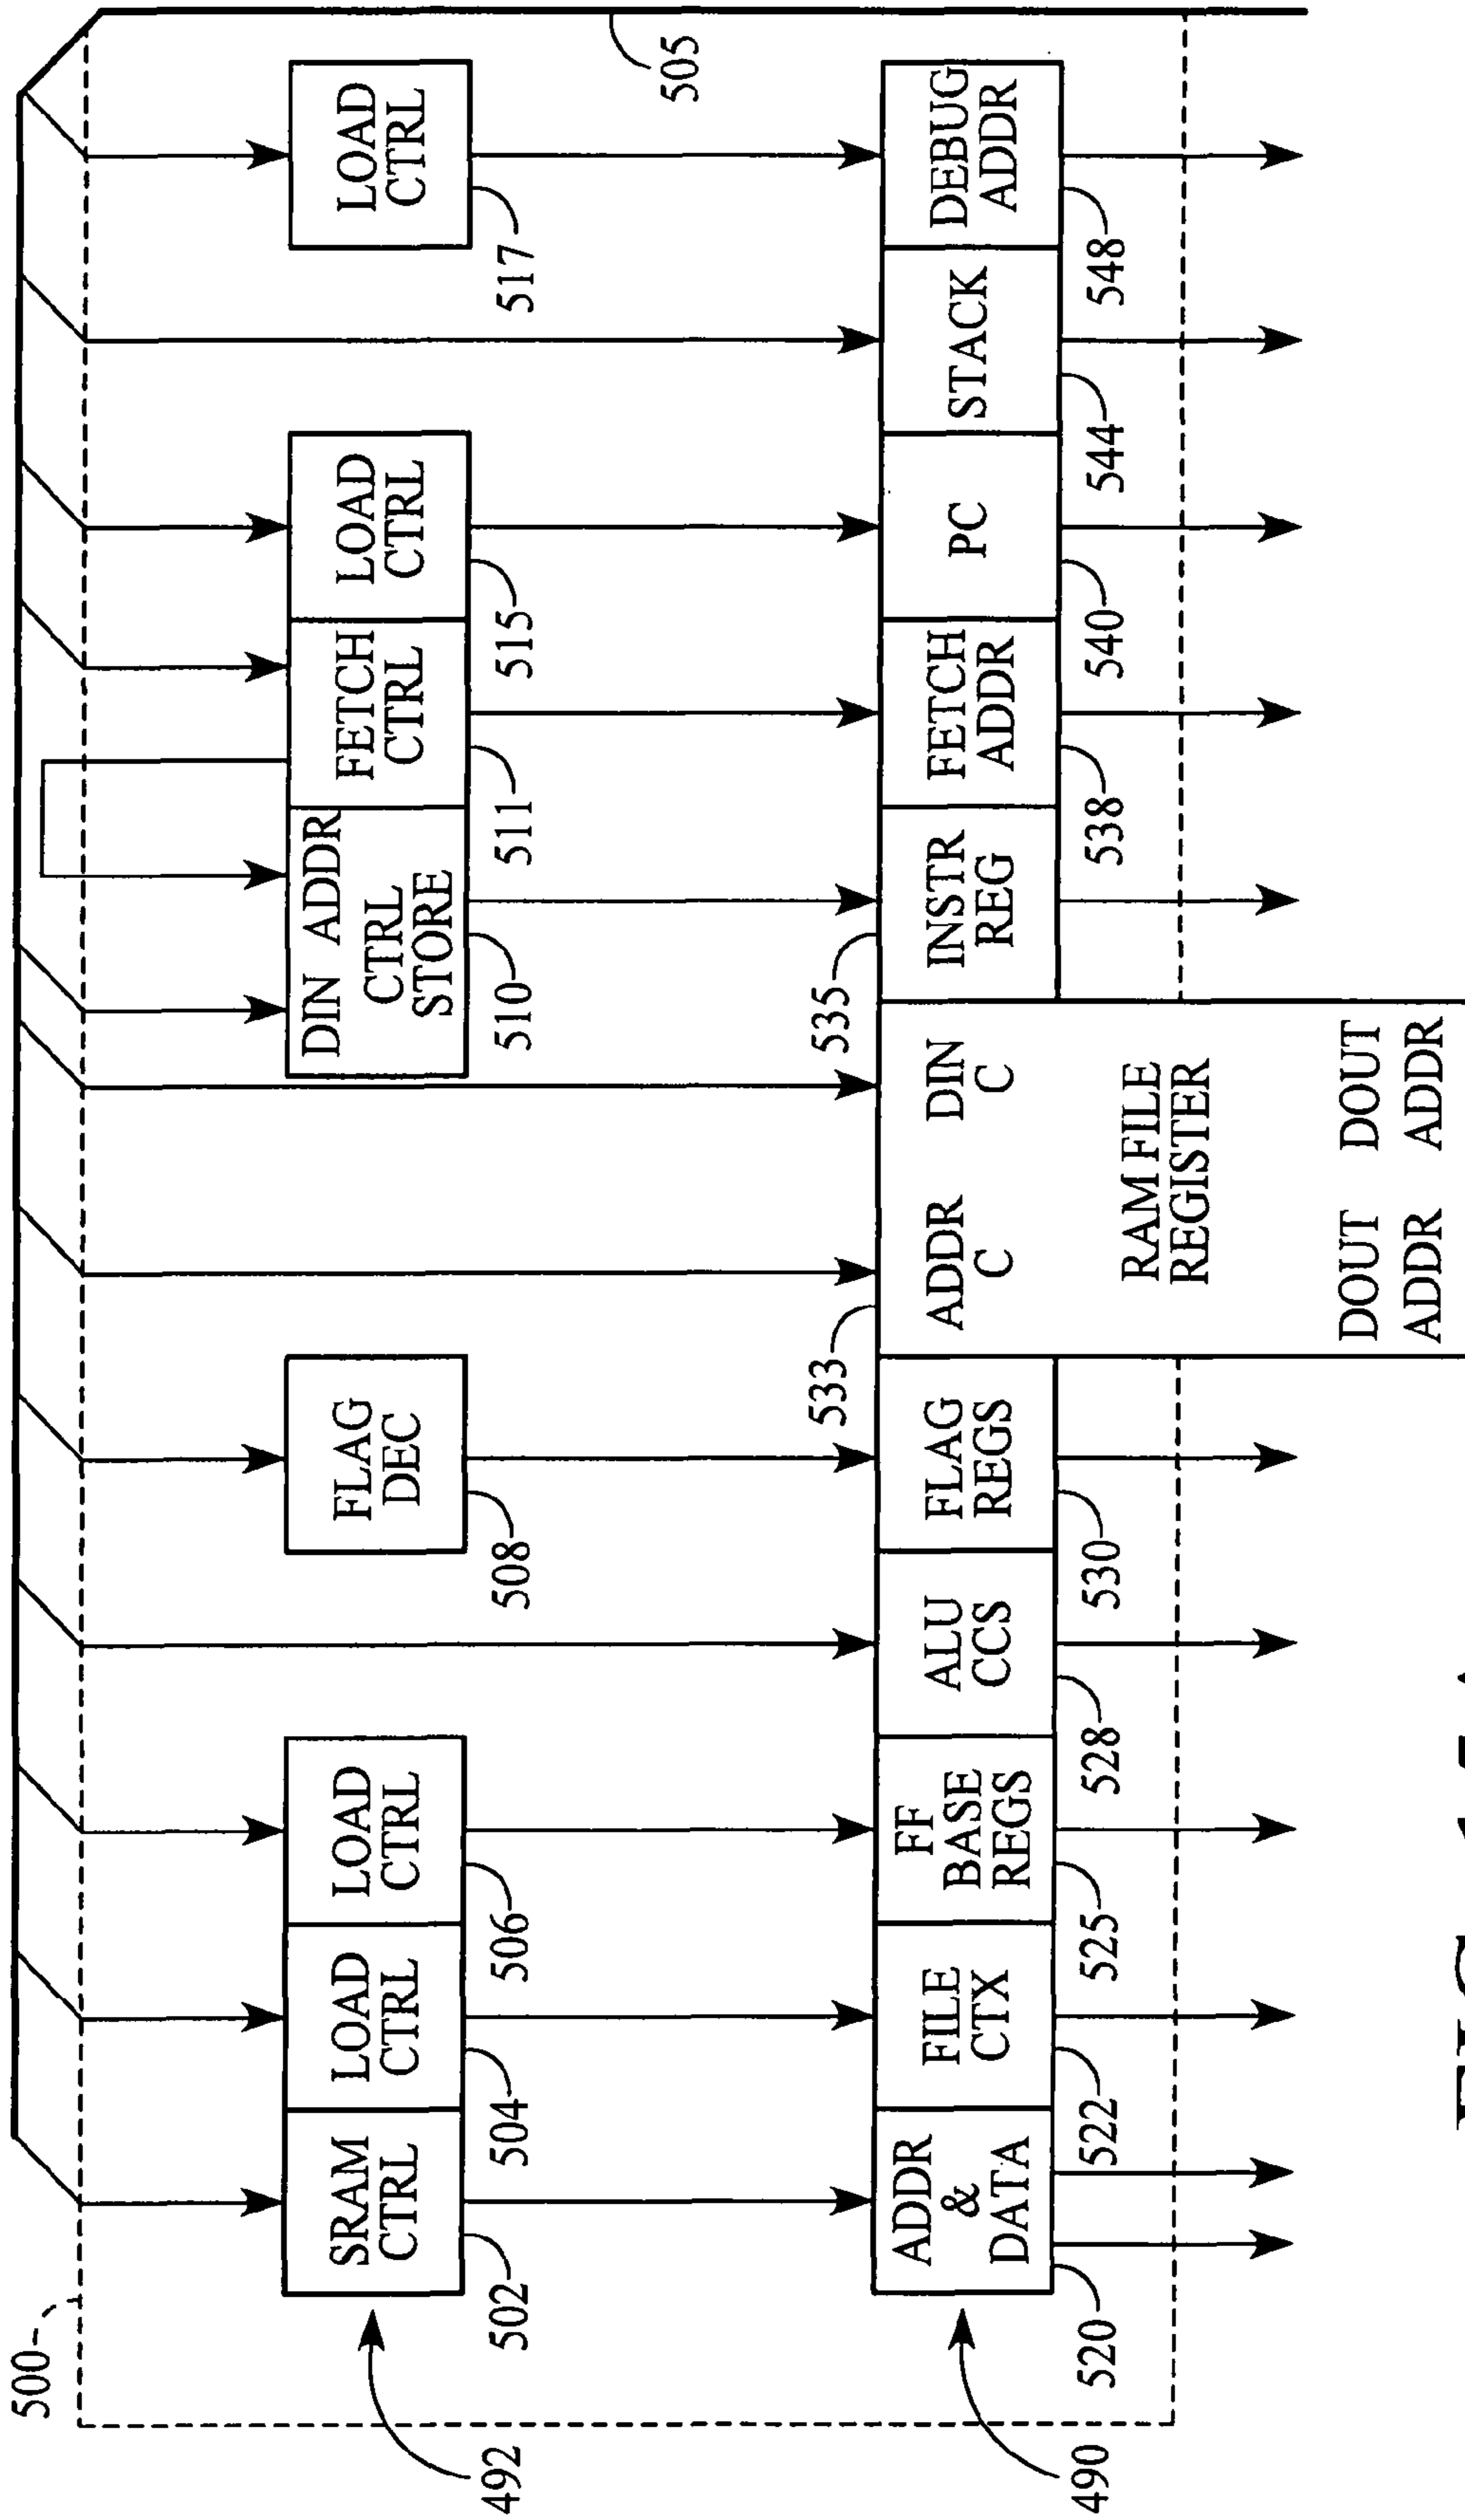 500
SRAM
CTRL
LOAD
CTRL
LOAD
CTRL
FLAG
DEC
DIN ADDR
CTRL
STORE
FETCH
CTRL
LOAD
CTRL
LOAD
CTRL
492
502
504
506
508
510
511
515
517
505
533
535
ADDR
&
DATA
FILE
CTX
FF
BASE
REGS
ALU
CCS
FLAG
REGS
ADDR
C
DIN
C
INSTR
REG
FETCH
ADDR
PC
STACK
DEBUG
ADDR
490
520
522
525
528
530
RAM FILE
REGISTER
538
540
544
548
DOUT DOUT
ADDR ADDR